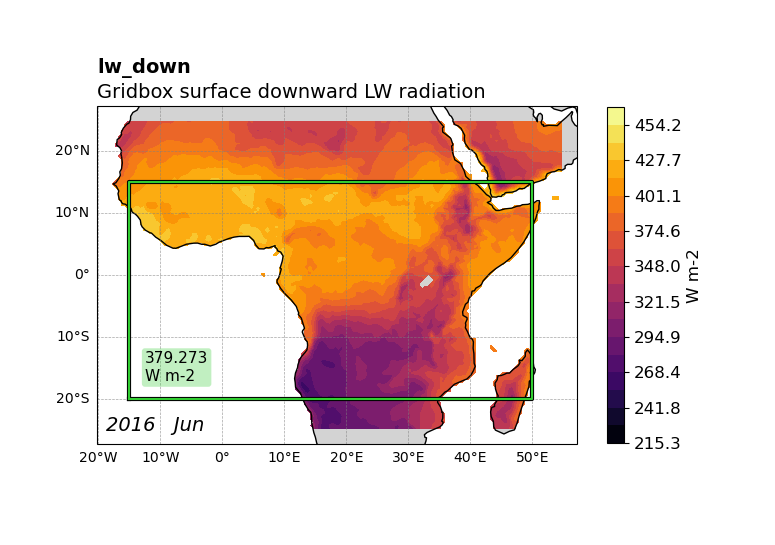 lw_down
Gridbox surface downward LW radiation
20°N
10°N
0°
10°S
20°S
20°W
10°W
0°
10°E
20°E
30°E
40°E
50°E
379.273
W m-2
2016 Jun
454.2
427.7
401.1
374.6
348.0
321.5
294.9
268.4
241.8
215.3
W m-2